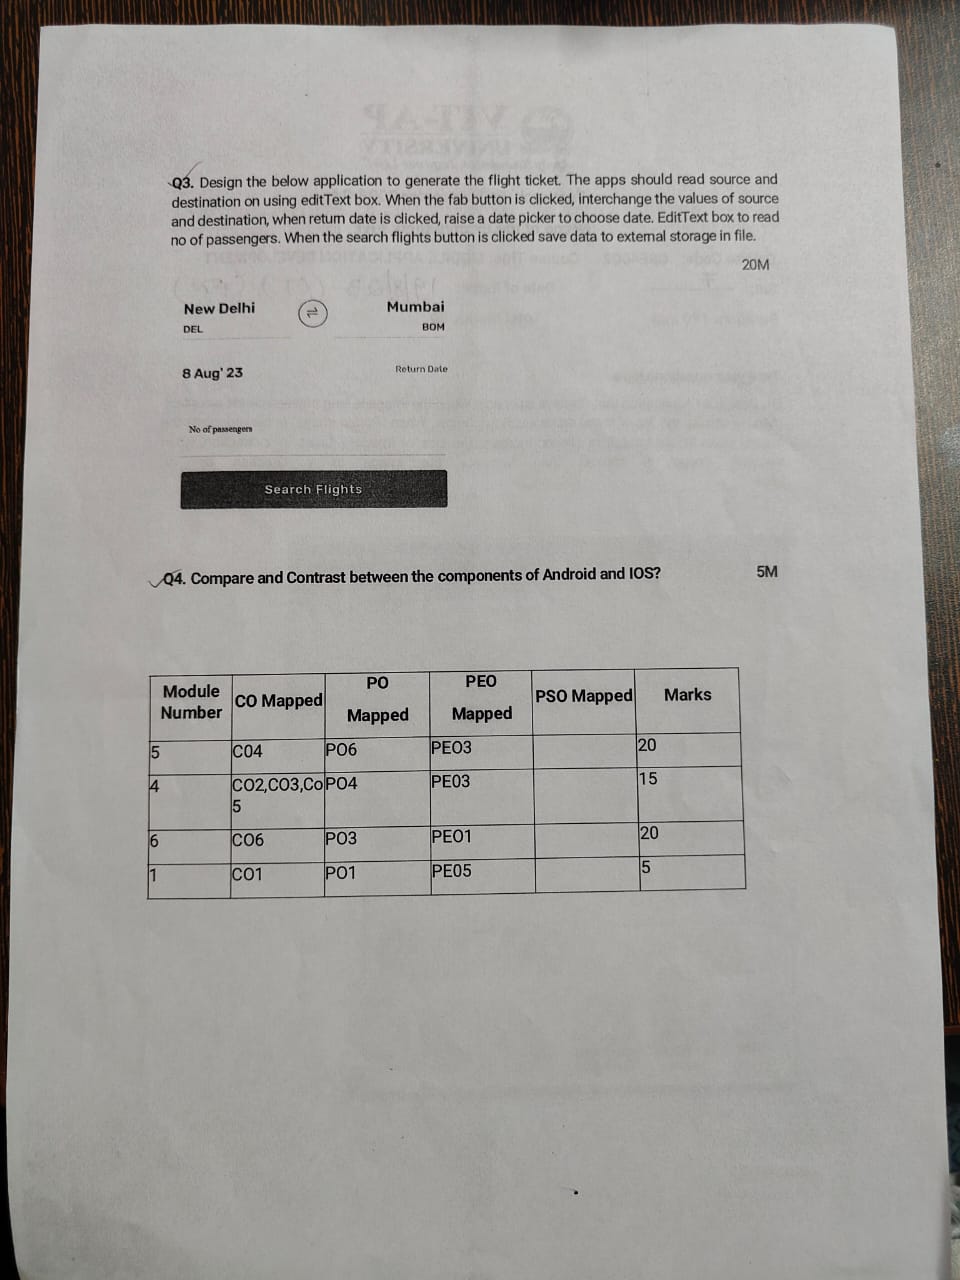 Q3. Design the below application to generate the flight ticket. The apps should read source and
destination on using editText box. When the fab button is clicked, interchange the values of source
and destination, when return date is clicked, raise a date picker to choose date. EditText box to read
no of passengers. When the search flights button is clicked save data to external storage in file.
20M
New Delhi ⇌ Mumbai
DEL BOM
8 Aug' 23 Return Date
No of passengers
Search Flights
Q4. Compare and Contrast between the components of Android and IOS? 5M
Module Number CO Mapped PO Mapped PEO Mapped PSO Mapped Marks
5 C04 PO6 PEO3 20
4 CO2,CO3,Co5 PO4 PE03 15
6 CO6 PO3 PEO1 20
1 CO1 PO1 PE05 5